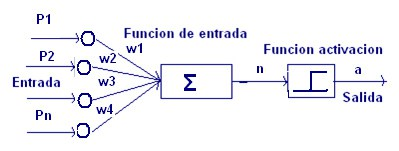 P1
Funcion de entrada
w1
P2
w2
Funcion activacion
Entrada
w3
Σ
n
a
w4
Salida
Pn